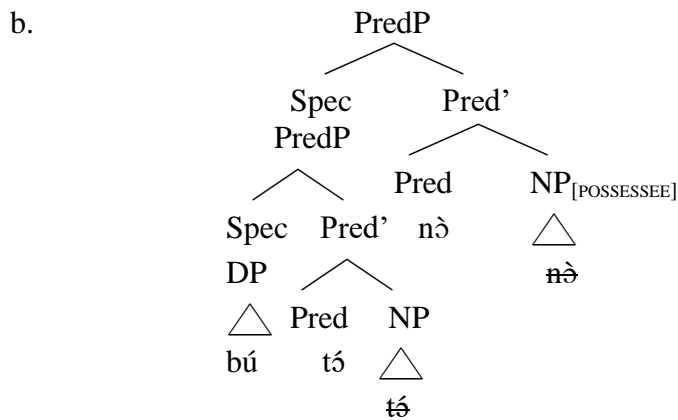 b. PredP
Spec Pred’
PredP
Pred NP[POSSESSEE]
Spec Pred’ nɔ̀
DP nɔ̀
Pred NP
bú tɔ́
tɔ́